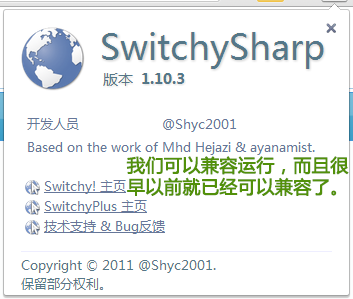 SwitchySharp
版本 1.10.3
开发人员 @Shyc2001
Based on the work of Mhd Hejazi & ayanamist.
我们可以兼容运行，而且很
早以前就已经可以兼容了。
Switchy! 主页
SwitchyPlus 主页
技术支持 & Bug反馈
Copyright © 2011 @Shyc2001.
保留部分权利。